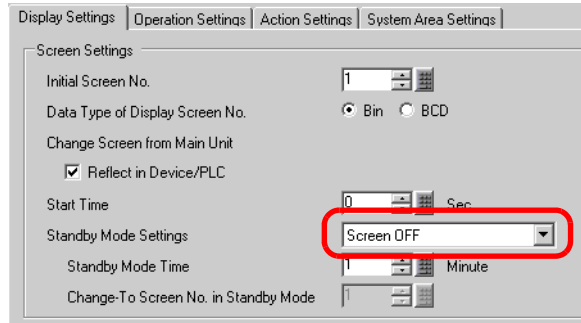 Display Settings Operation Settings Action Settings System Area Settings
Screen Settings
Initial Screen No. 1
Data Type of Display Screen No. Bin BCD
Change Screen from Main Unit
Reflect in Device/PLC
Start Time 0 Sec
Standby Mode Settings Screen OFF
Standby Mode Time 1 Minute
Change-To Screen No. in Standby Mode 1